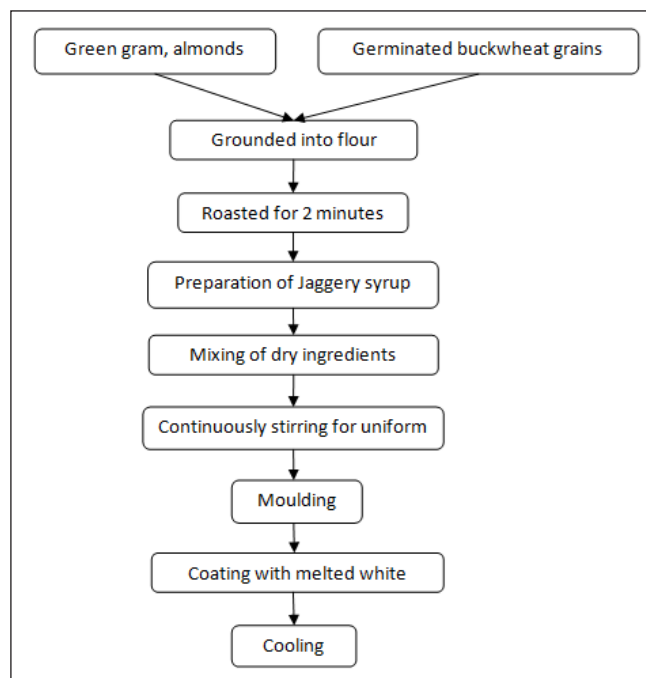 Green gram, almonds
Germinated buckwheat grains
Grounded into flour
Roasted for 2 minutes
Preparation of Jaggery syrup
Mixing of dry ingredients
Continuously stirring for uniform
Moulding
Coating with melted white
Cooling